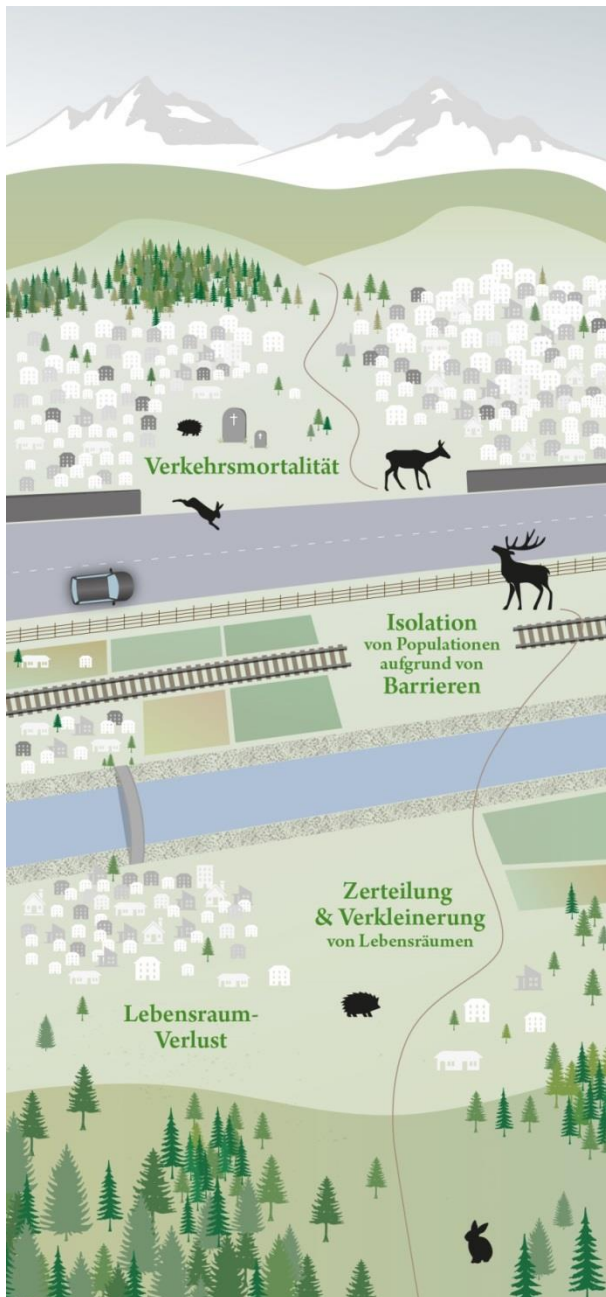 Verkehrsmortalität
Isolation
von Populationen
aufgrund von
Barrieren
Zerteilung
& Verkleinerung
von Lebensräumen
Lebensraum-
Verlust